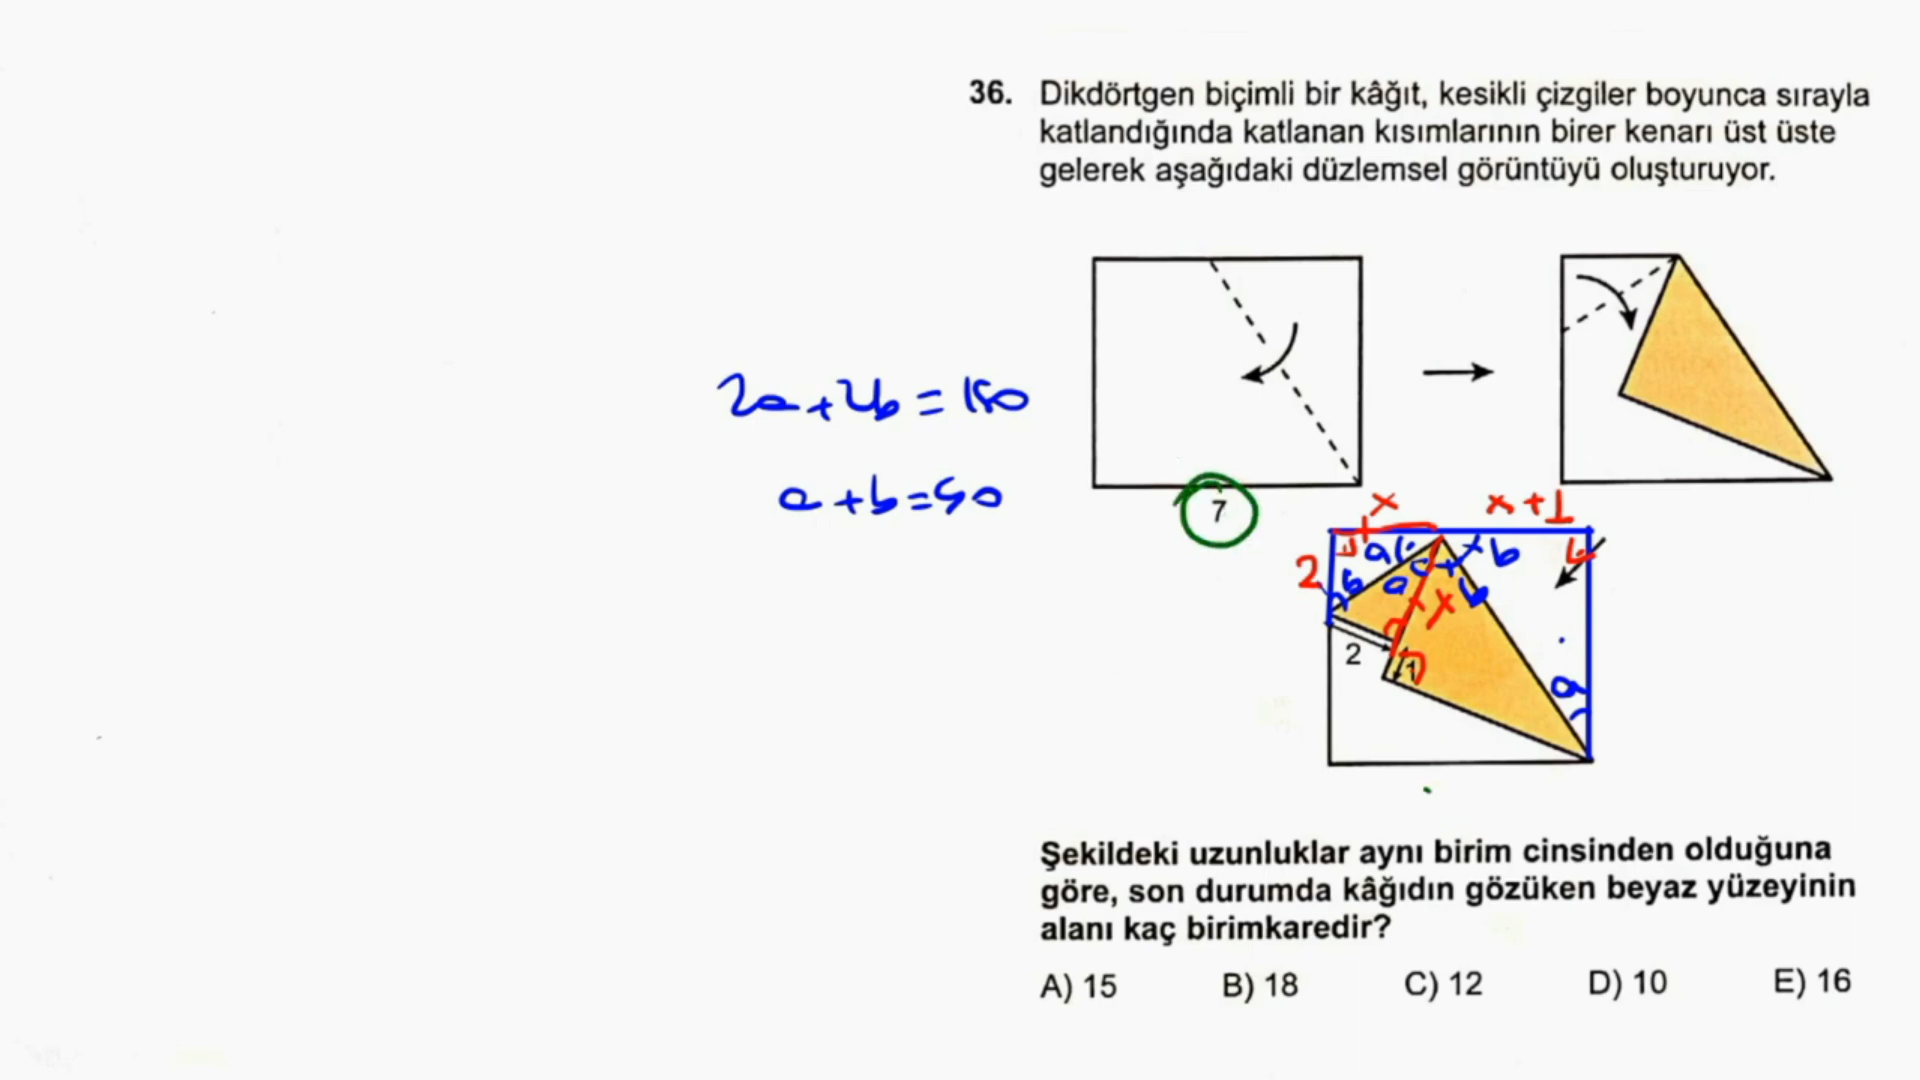 36. Dikdörtgen biçimli bir kâğıt, kesikli çizgiler boyunca sırayla
katlandığında katlanan kısımlarının birer kenarı üst üste
gelerek aşağıdaki düzlemsel görüntüyü oluşturuyor.
2a+2b=180
a+b=90
7
x x+1
2 a b
b a b
x
2 1
a
Şekildeki uzunluklar aynı birim cinsinden olduğuna
göre, son durumda kâğıdın gözüken beyaz yüzeyinin
alanı kaç birimkaredir?
A) 15 B) 18 C) 12 D) 10 E) 16